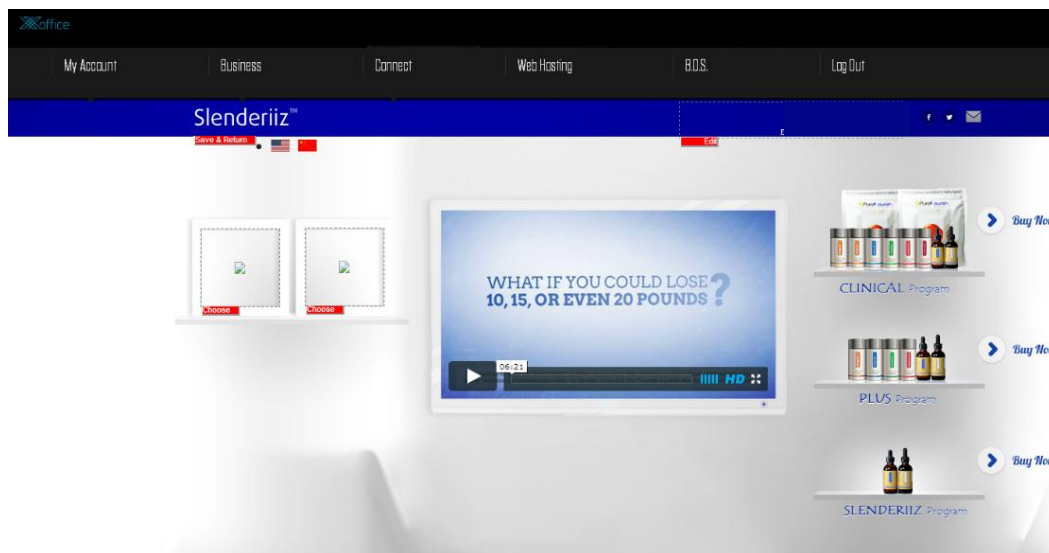 Xoffice
My Account Business Connect Web Hosting B.O.S. Log Out
Slenderiiz™
Save & Return
Edit
Choose
Choose
WHAT IF YOU COULD LOSE
10, 15, OR EVEN 20 POUNDS ?
06:21
HD
Buy No
CLINICAL Program
Buy No
PLUS Program
Buy No
SLENDERIIZ Program